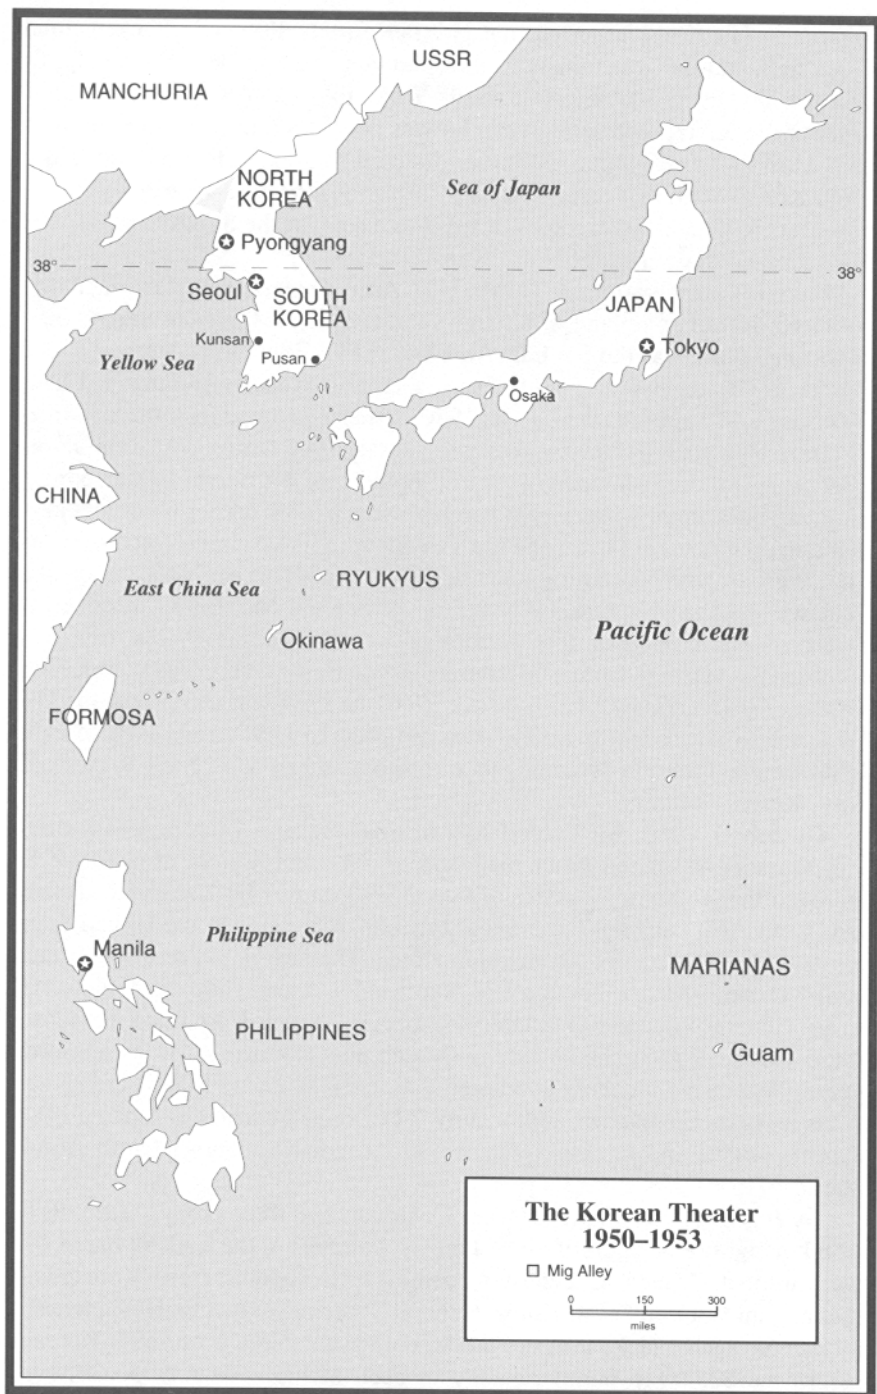 USSR
MANCHURIA
NORTH
KOREA
Sea of Japan
Pyongyang
38°
38°
Seoul
SOUTH
KOREA
JAPAN
Kunsan
Pusan
Tokyo
Yellow Sea
Osaka
CHINA
East China Sea
RYUKYUS
Okinawa
Pacific Ocean
FORMOSA
Philippine Sea
Manila
MARIANAS
PHILIPPINES
Guam
The Korean Theater
1950–1953
Mig Alley
0 150 300
miles